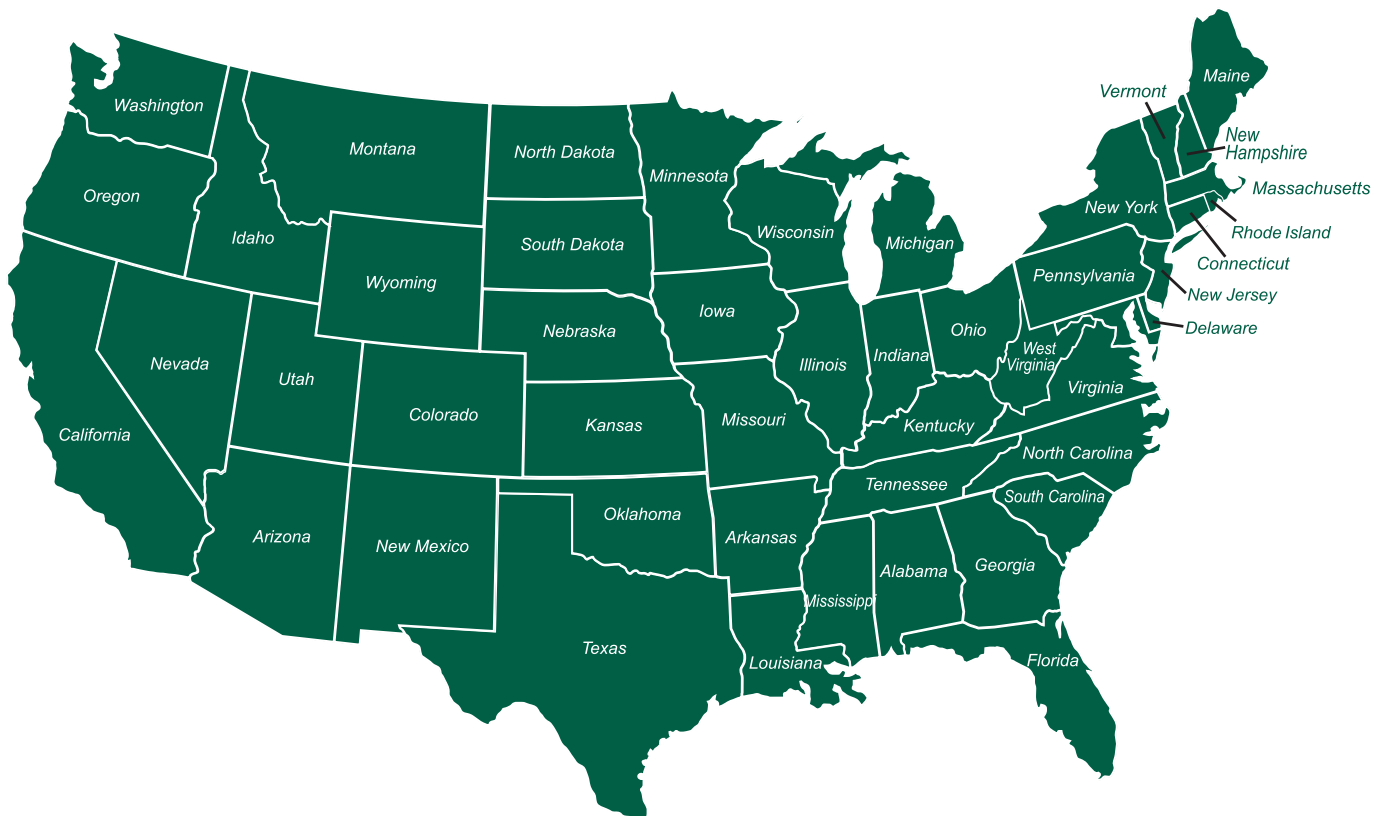 Maine
Vermont
Washington
New
Hampshire
Montana
North Dakota
Minnesota
Massachusetts
Oregon
New York
Rhode Island
Wisconsin
Idaho
South Dakota
Michigan
Connecticut
Pennsylvania
Wyoming
New Jersey
Iowa
Nebraska
Ohio
Delaware
West
Virginia
Indiana
Nevada
Illinois
Utah
Virginia
Colorado
Missouri
Kansas
Kentucky
California
North Carolina
Tennessee
South Carolina
Oklahoma
Arizona
Arkansas
New Mexico
Georgia
Alabama
Mississippi
Texas
Louisiana
Florida